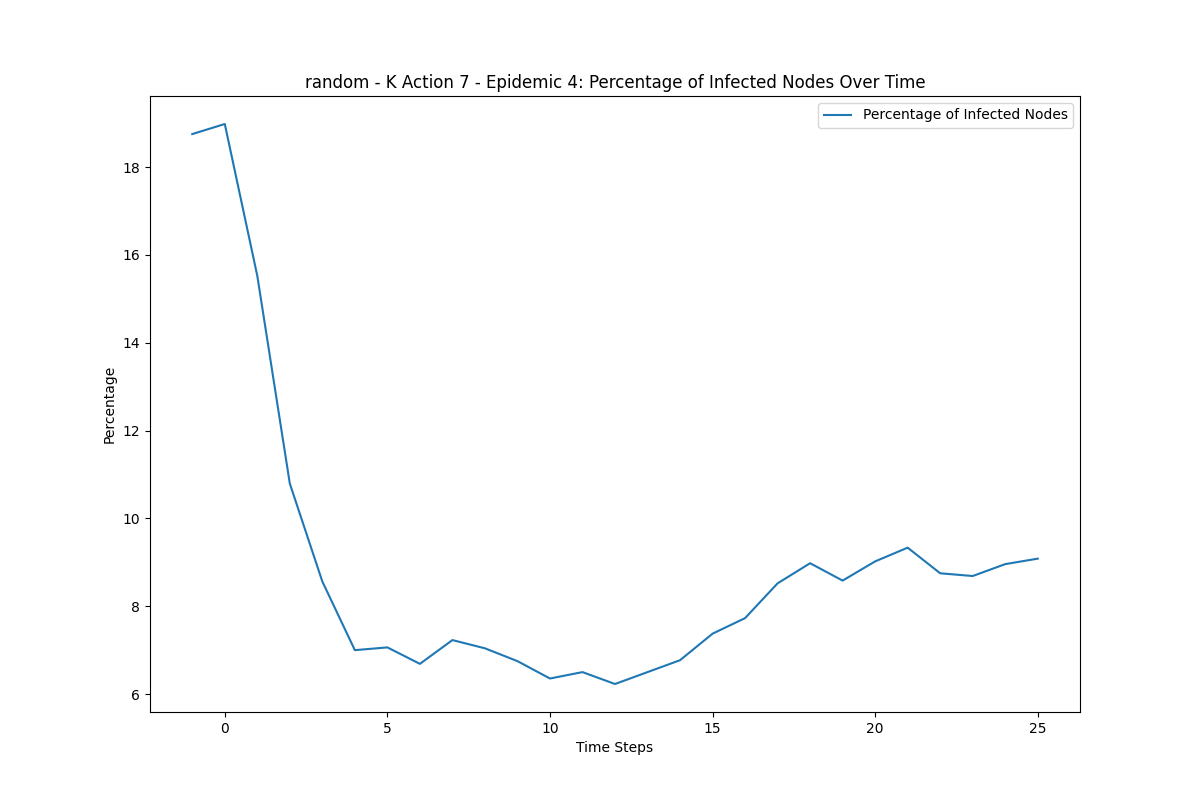 random - K Action 7 - Epidemic 4: Percentage of Infected Nodes Over Time
Percentage of Infected Nodes
18
16
14
12
10
8
6
Percentage
0 5 10 15 20 25
Time Steps